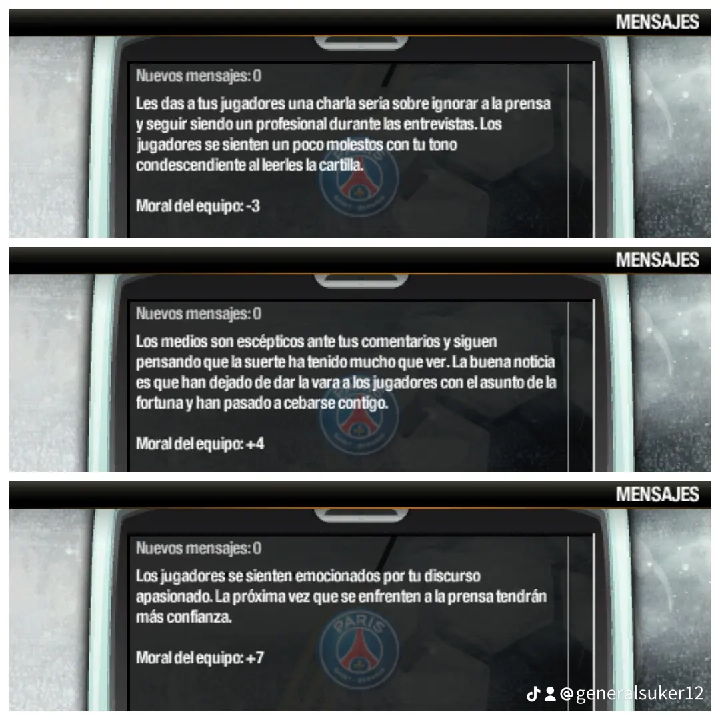 MENSAJES
Nuevos mensajes: 0
Les das a tus jugadores una charla seria sobre ignorar a la prensa
y seguir siendo un profesional durante las entrevistas. Los
jugadores se sienten un poco molestos con tu tono
condescendiente al leerles la cartilla.
Moral del equipo: -3
MENSAJES
Nuevos mensajes: 0
Los medios son escépticos ante tus comentarios y siguen
pensando que la suerte ha tenido mucho que ver. La buena noticia
es que han dejado de dar la vara a los jugadores con el asunto de la
fortuna y han pasado a cebarse contigo.
Moral del equipo: +4
MENSAJES
Nuevos mensajes: 0
Los jugadores se sienten emocionados por tu discurso
apasionado. La próxima vez que se enfrenten a la prensa tendrán
más confianza.
PARIS
Moral del equipo: +7
@generalsuker12